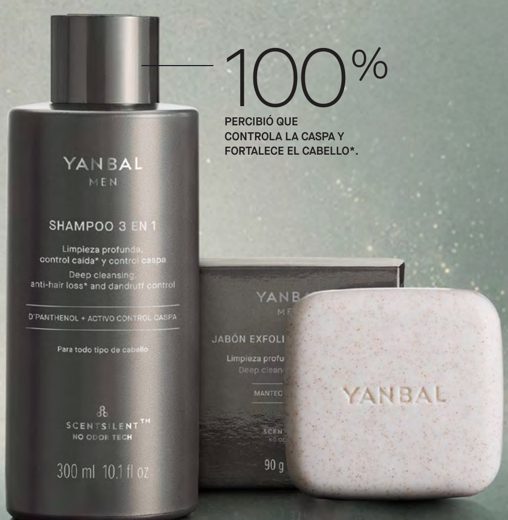 100%
PERCIBIÓ QUE
CONTROLA LA CASPA Y
FORTALECE EL CABELLO*.
YANBAL
MEN
SHAMPOO 3 EN 1
Limpieza profunda,
control caída* y control caspa
Deep cleansing,
anti-hair loss* and dandruff control
D'PANTHENOL + ACTIVO CONTROL CASPA
Para todo tipo de cabello
SCENTSILENT™
NO ODOR TECH
300 ml 10.1 fl oz
YANBAL
JABÓN
Limpieza
Deep
90 g
YANBAL